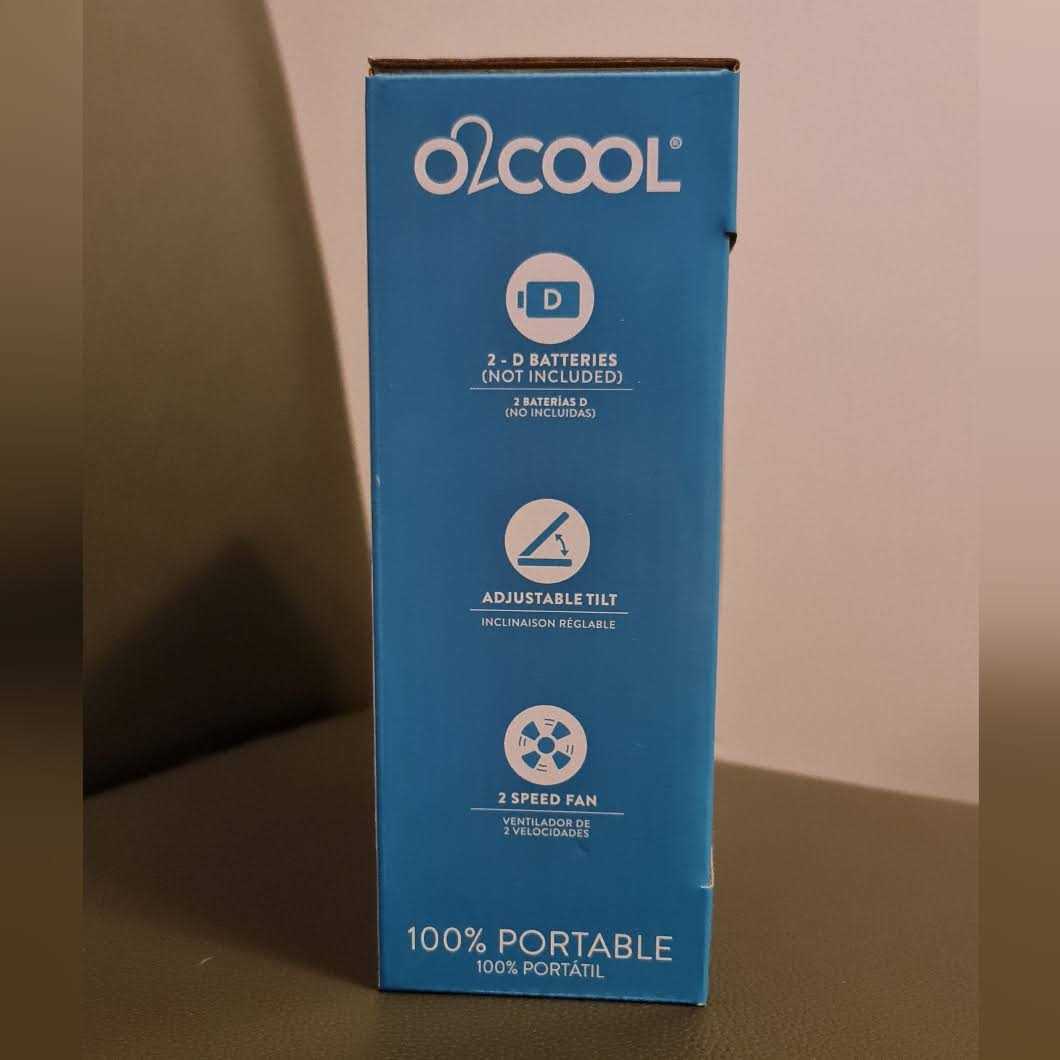 O2COOL®
D
2 - D BATTERIES
(NOT INCLUDED)
2 BATERÍAS D
(NO INCLUIDAS)
ADJUSTABLE TILT
INCLINAISON RÉGLABLE
2 SPEED FAN
VENTILADOR DE
2 VELOCIDADES
100% PORTABLE
100% PORTÁTIL